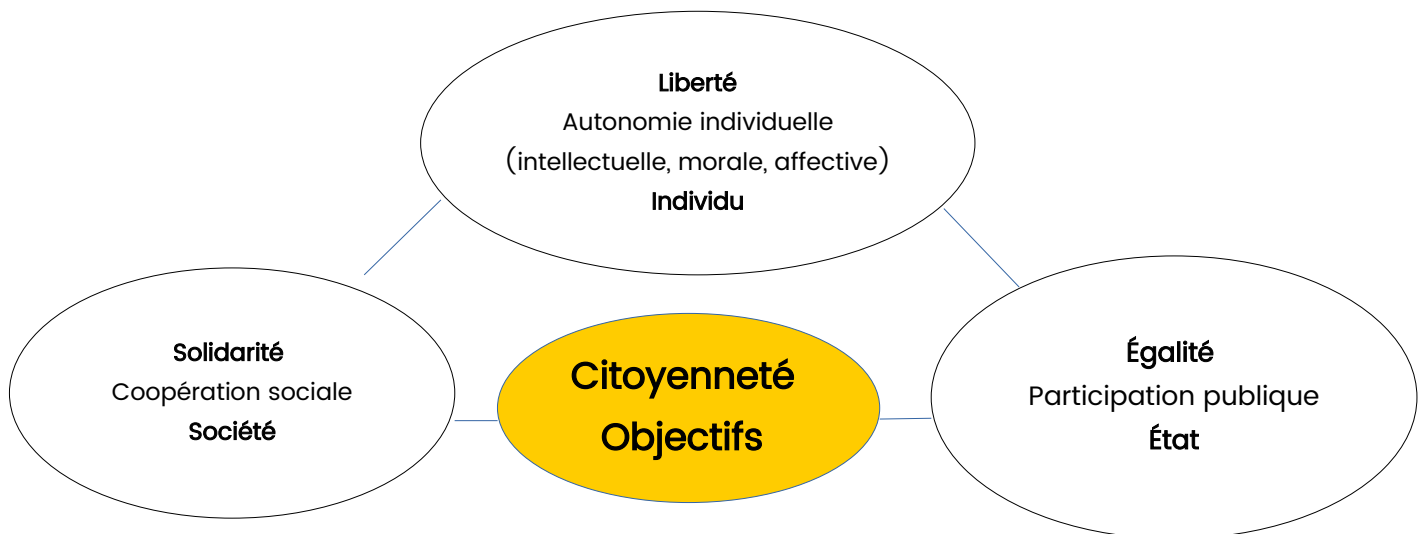 Liberté
Autonomie individuelle
(intellectuelle, morale, affective)
Individu
Solidarité
Coopération sociale
Société
Citoyenneté
Objectifs
Égalité
Participation publique
État